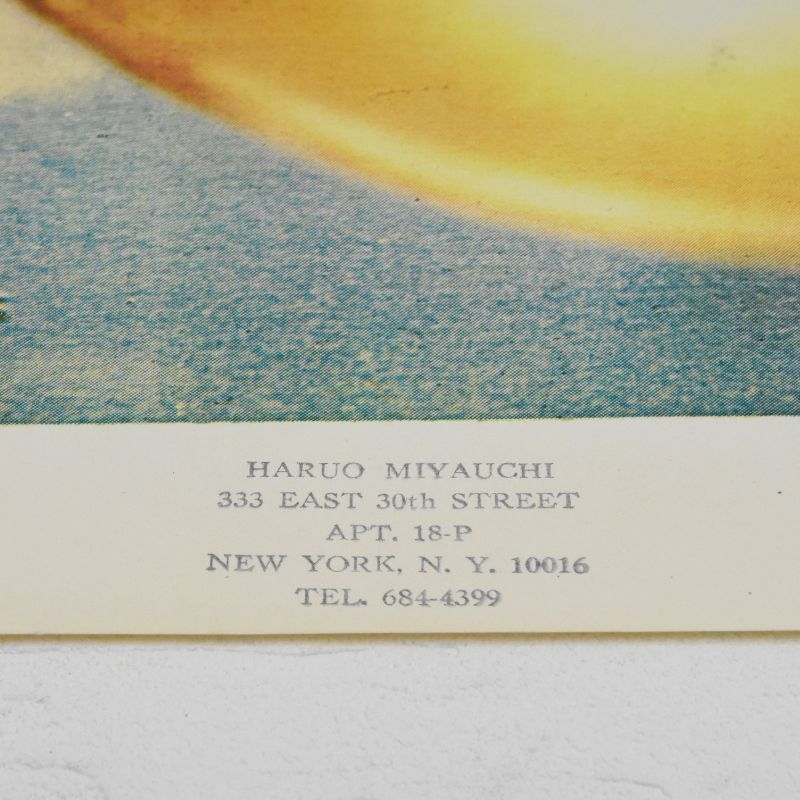 HARUO MIYAUCHI
333 EAST 30th STREET
APT. 18-P
NEW YORK, N. Y. 10016
TEL. 684-4399